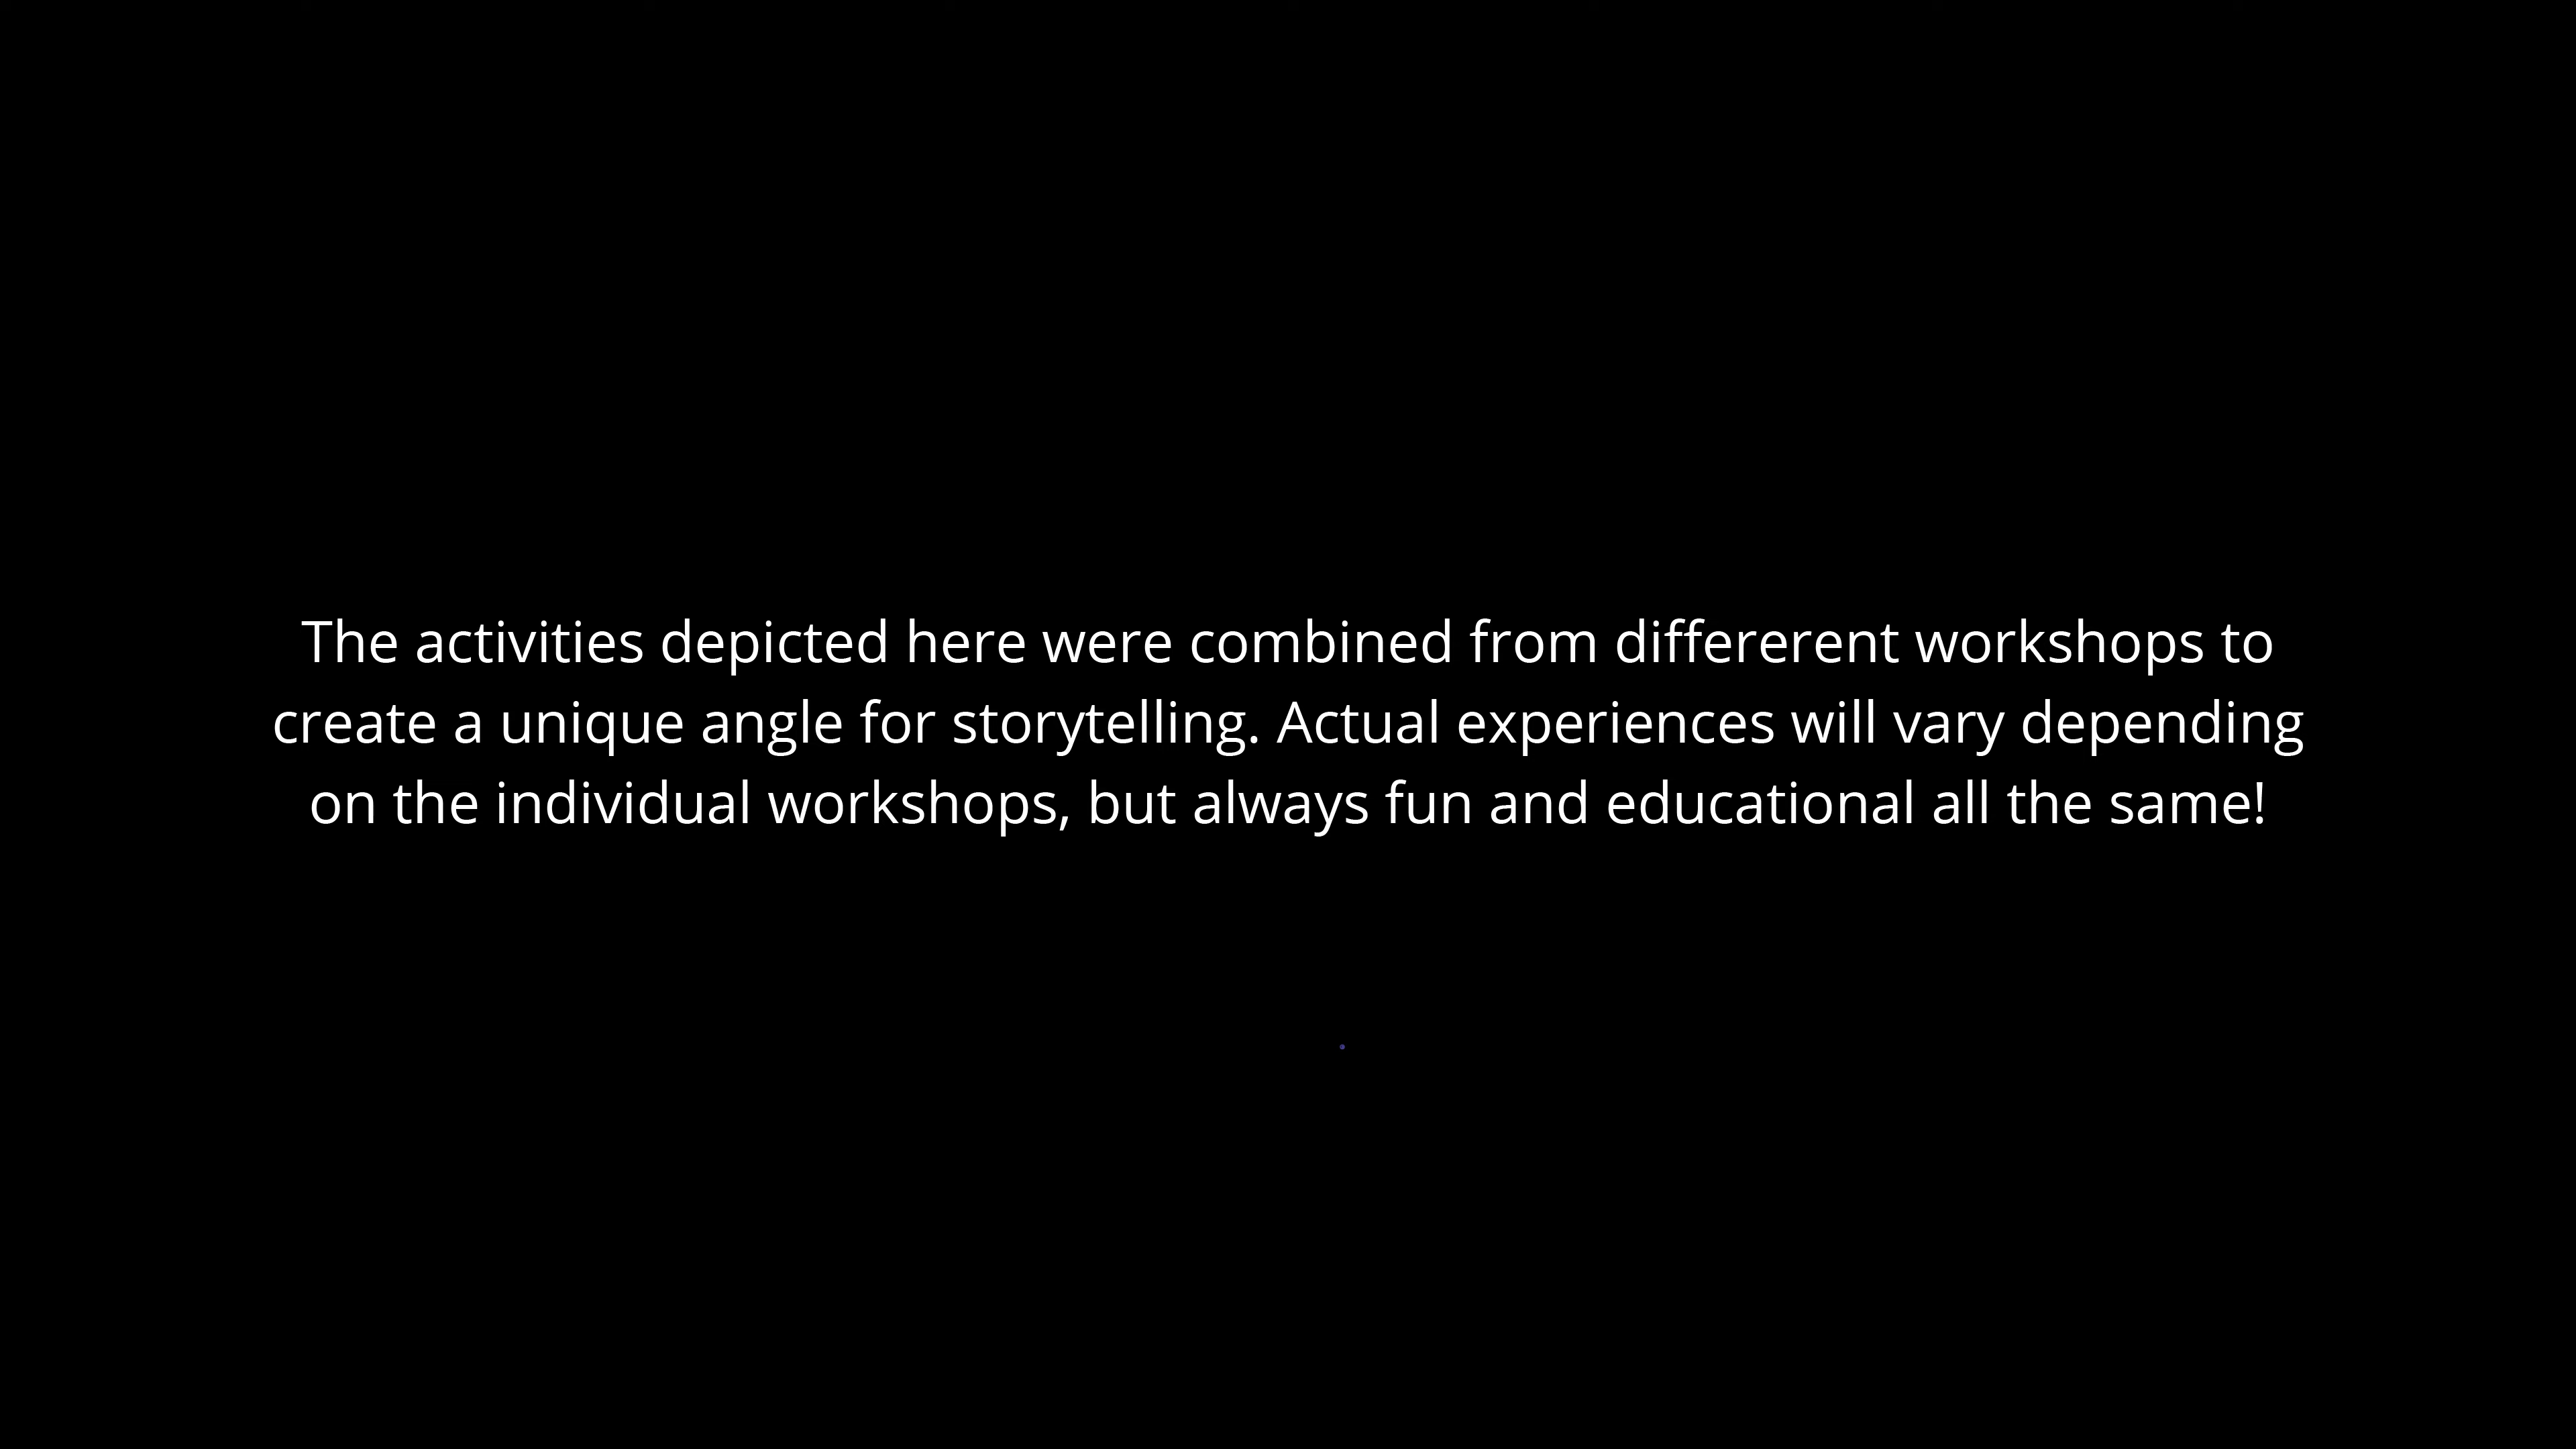 The activities depicted here were combined from differerent workshops to
create a unique angle for storytelling. Actual experiences will vary depending
on the individual workshops, but always fun and educational all the same!